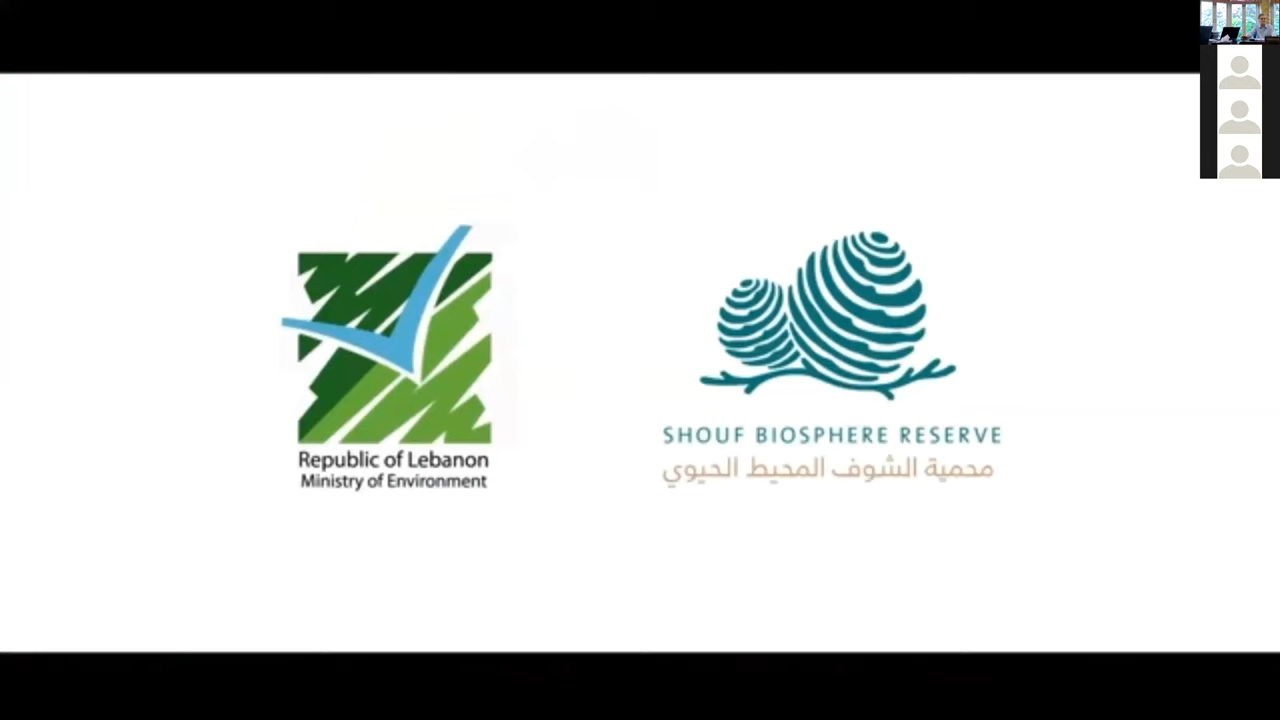 Republic of Lebanon
Ministry of Environment
SHOUF BIOSPHERE RESERVE
محمية الشوف المحيط الحيوي